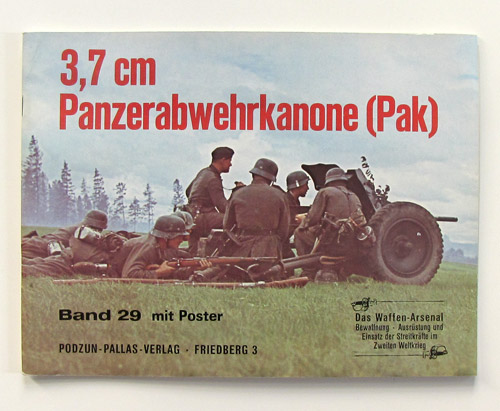 3,7 cm
Panzerabwehrkanone (Pak)
Band 29 mit Poster
PODZUN-PALLAS-VERLAG · FRIEDBERG 3
Das Waffen-Arsenal
Bewaffnung · Ausrüstung und
Einsatz der Streitkräfte im
Zweiten Weltkrieg